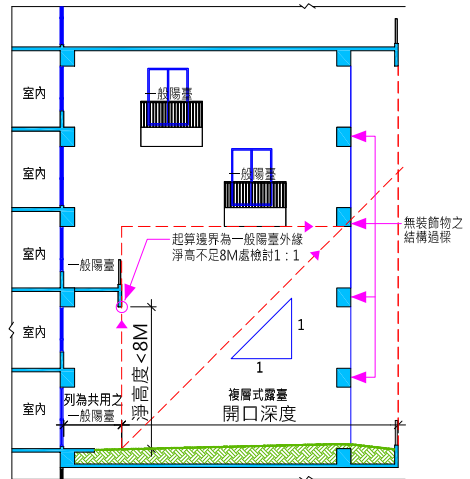 室內
一般陽臺
室內
一般陽臺
室內
無裝飾物之
結構過樑
起算邊界為一般陽臺外緣
淨高不足8M處檢討1：1
一般陽臺
室內
淨高度<8M
1
1
室內
列為共用之
一般陽臺
複層式露臺
開口深度
室內